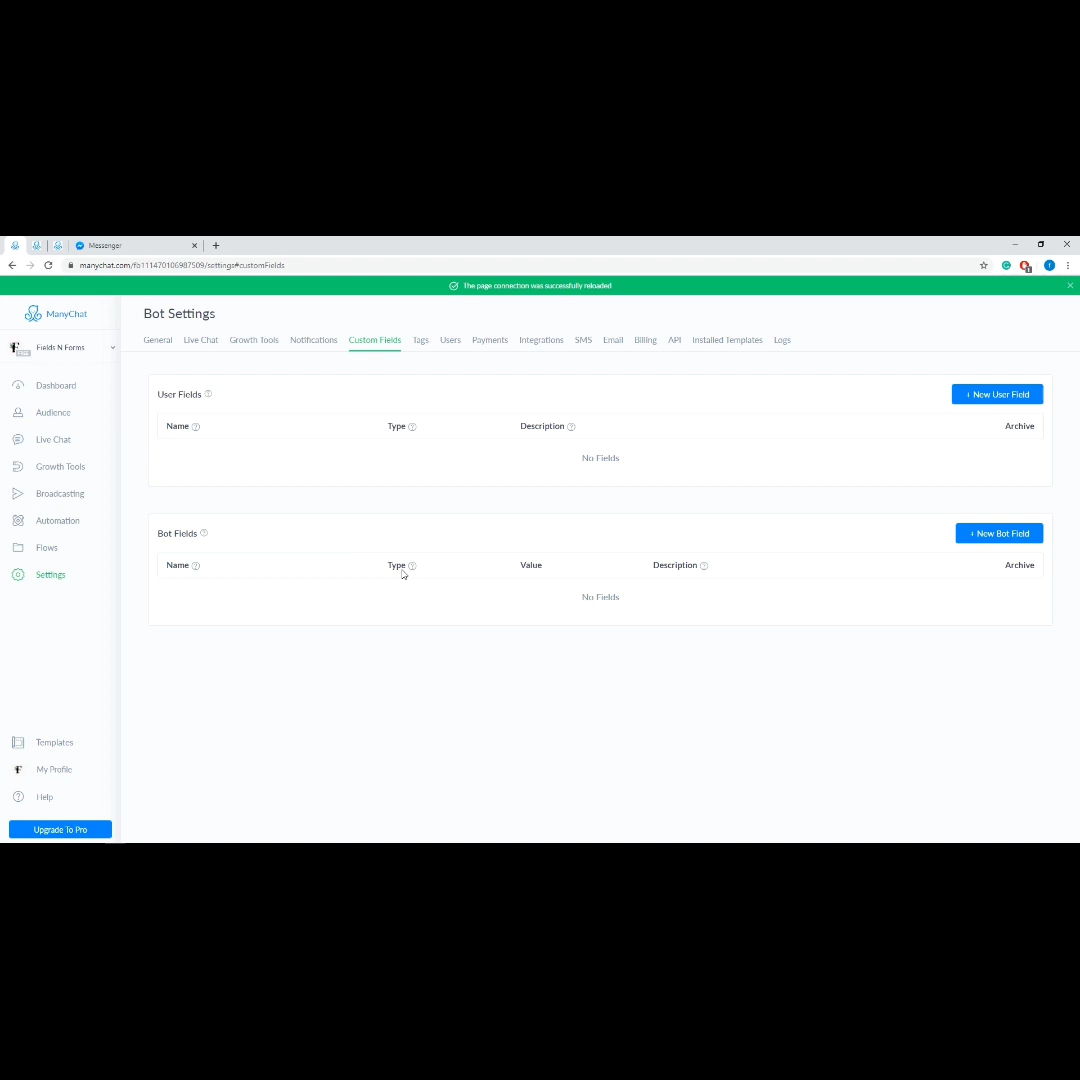 Messenger
manychat.com/fb111470106987509/settings#customFields
The page connection was successfully reloaded
ManyChat
Fields N Forms
Dashboard
Audience
Live Chat
Growth Tools
Broadcasting
Automation
Flows
Settings
Templates
My Profile
Help
Upgrade To Pro
Bot Settings
General Live Chat Growth Tools Notifications Custom Fields Tags Users Payments Integrations SMS Email Billing API Installed Templates Logs
User Fields
+ New User Field
Name Type Description Archive
No Fields
Bot Fields
+ New Bot Field
Name Type Value Description Archive
No Fields